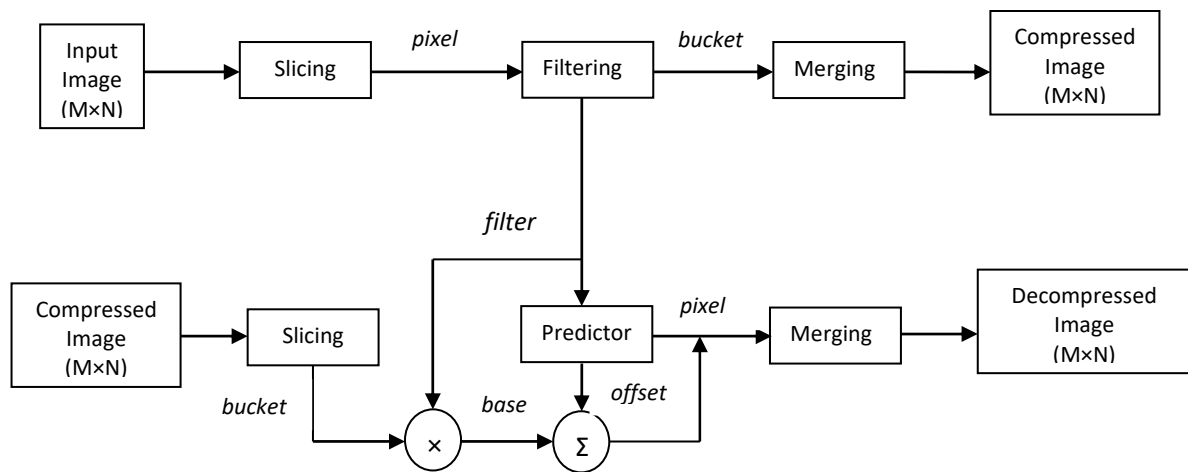 Input
Image
(M×N)
Slicing
pixel
Filtering
bucket
Merging
Compressed
Image
(M×N)
filter
Compressed
Image
(M×N)
Slicing
Predictor
pixel
Merging
Decompressed
Image
(M×N)
bucket
×
base
Σ
offset